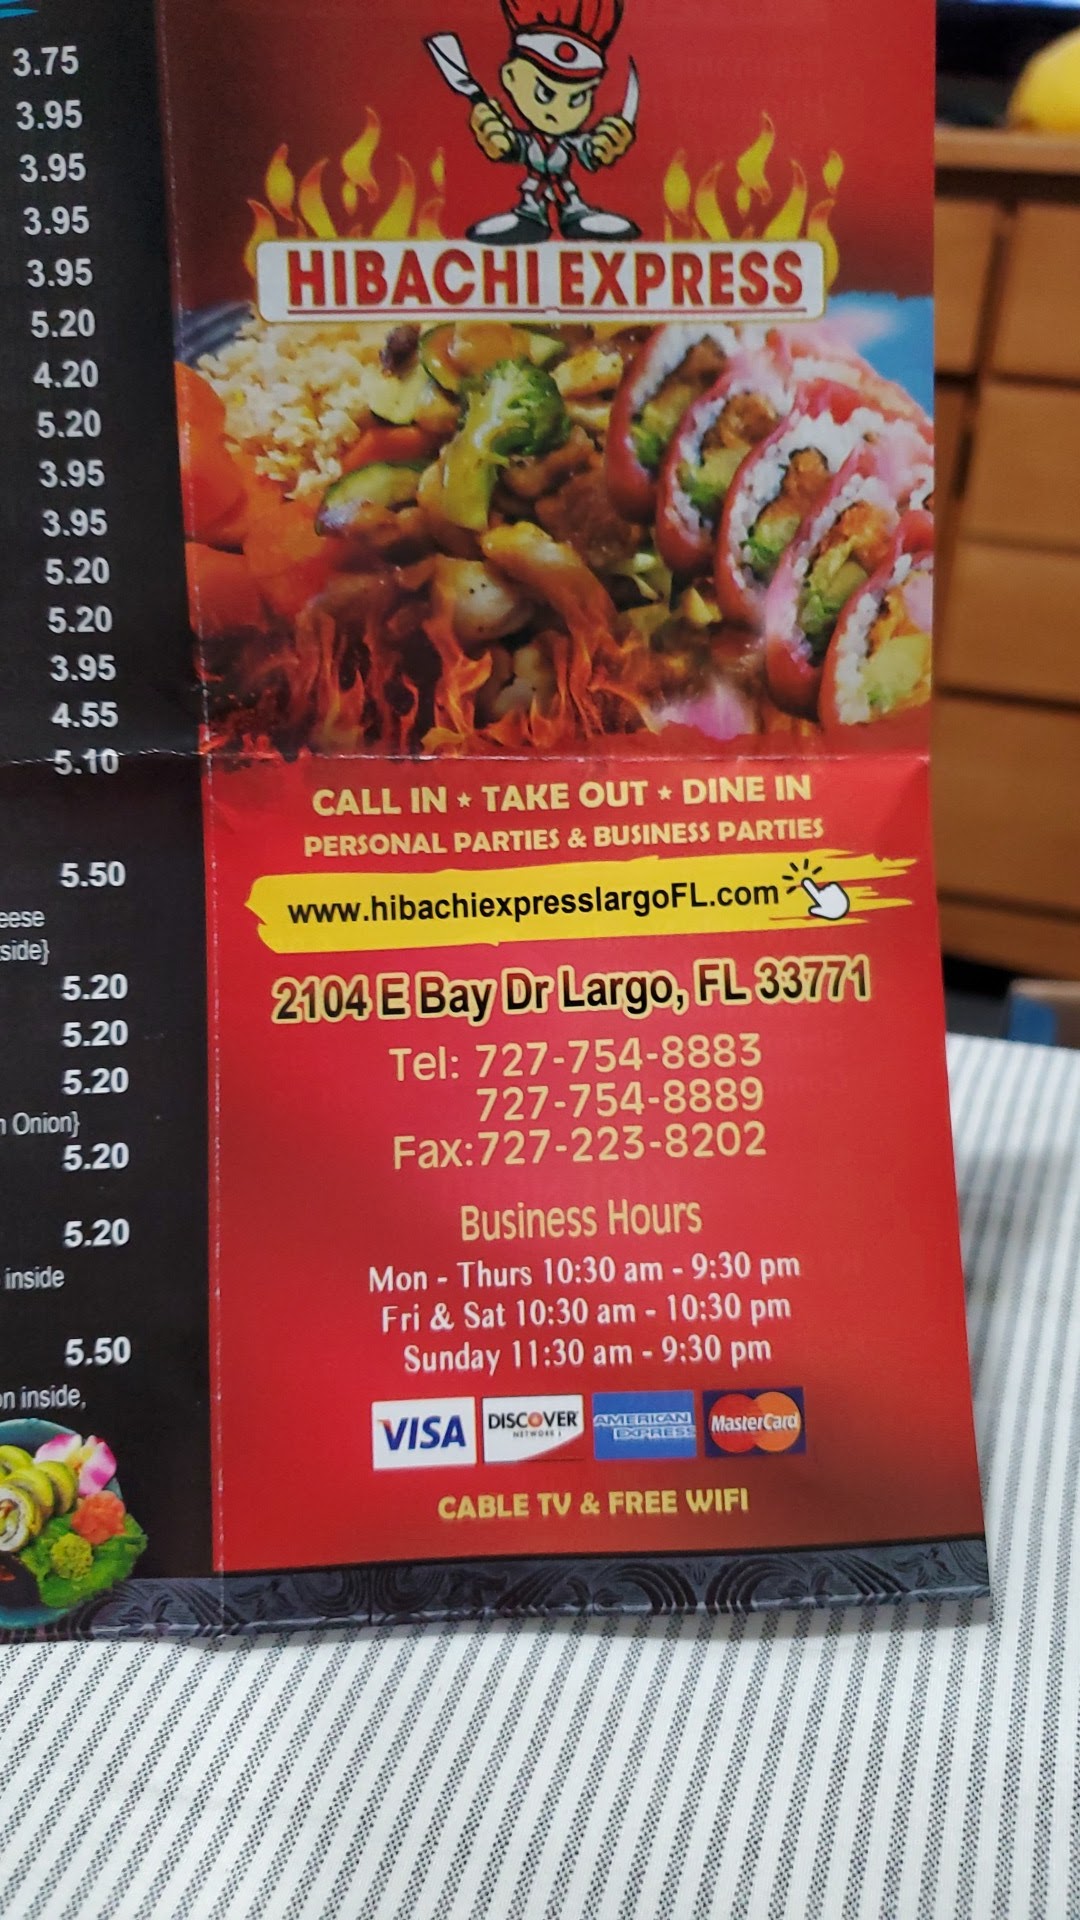 3.75
3.95
3.95
3.95
3.95
5.20
4.20
5.20
3.95
3.95
5.20
5.20
3.95
4.55
5.10
5.50
eese
side}
5.20
5.20
5.20
n Onion}
5.20
5.20
inside
5.50
on inside,
HIBACHI EXPRESS
CALL IN ★ TAKE OUT ★ DINE IN
PERSONAL PARTIES & BUSINESS PARTIES
www.hibachiexpresslargoFL.com
2104 E Bay Dr Largo, FL 33771
Tel: 727-754-8883
727-754-8889
Fax:727-223-8202
Business Hours
Mon - Thurs 10:30 am - 9:30 pm
Fri & Sat 10:30 am - 10:30 pm
Sunday 11:30 am - 9:30 pm
VISA DISCOVER NETWORK AMERICAN EXPRESS MasterCard
CABLE TV & FREE WIFI